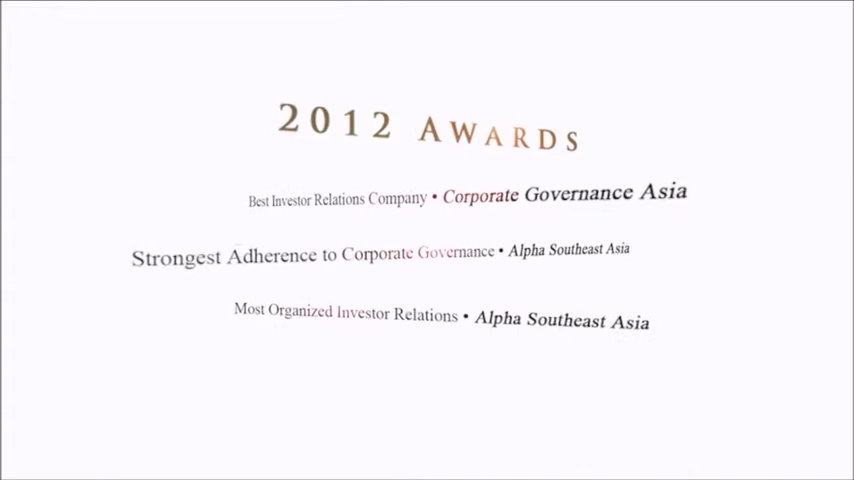 2012 AWARDS
Best Investor Relations Company • Corporate Governance Asia
Strongest Adherence to Corporate Governance • Alpha Southeast Asia
Most Organized Investor Relations • Alpha Southeast Asia